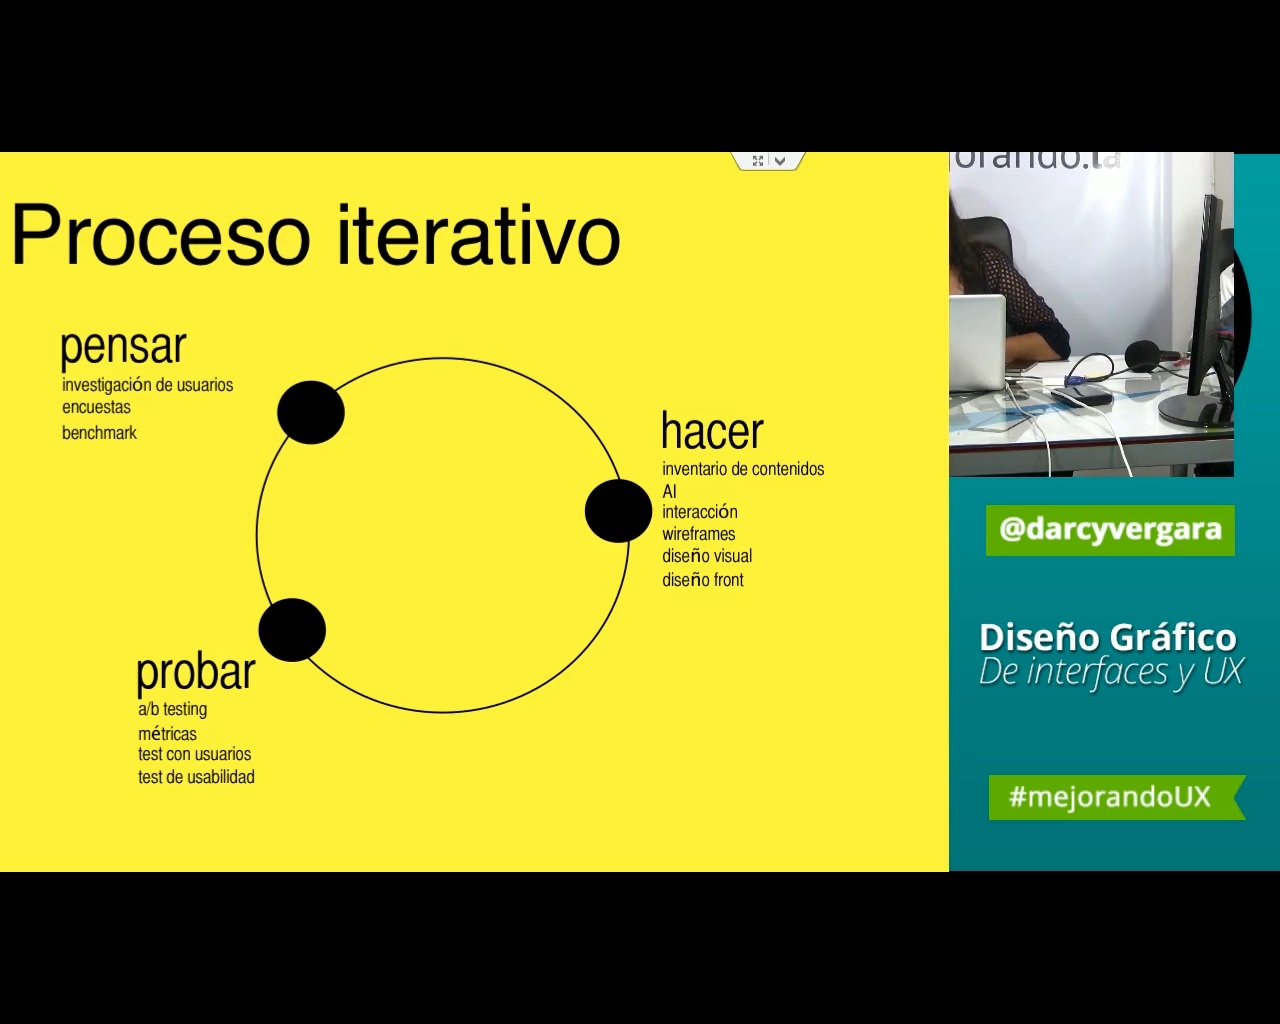 Proceso iterativo
pensar
investigación de usuarios
encuestas
benchmark
hacer
inventario de contenidos
AI
interacción
wireframes
diseño visual
diseño front
probar
a/b testing
métricas
test con usuarios
test de usabilidad
orando.la
@darcyvergara
Diseño Gráfico
De interfaces y UX
#mejorandoUX